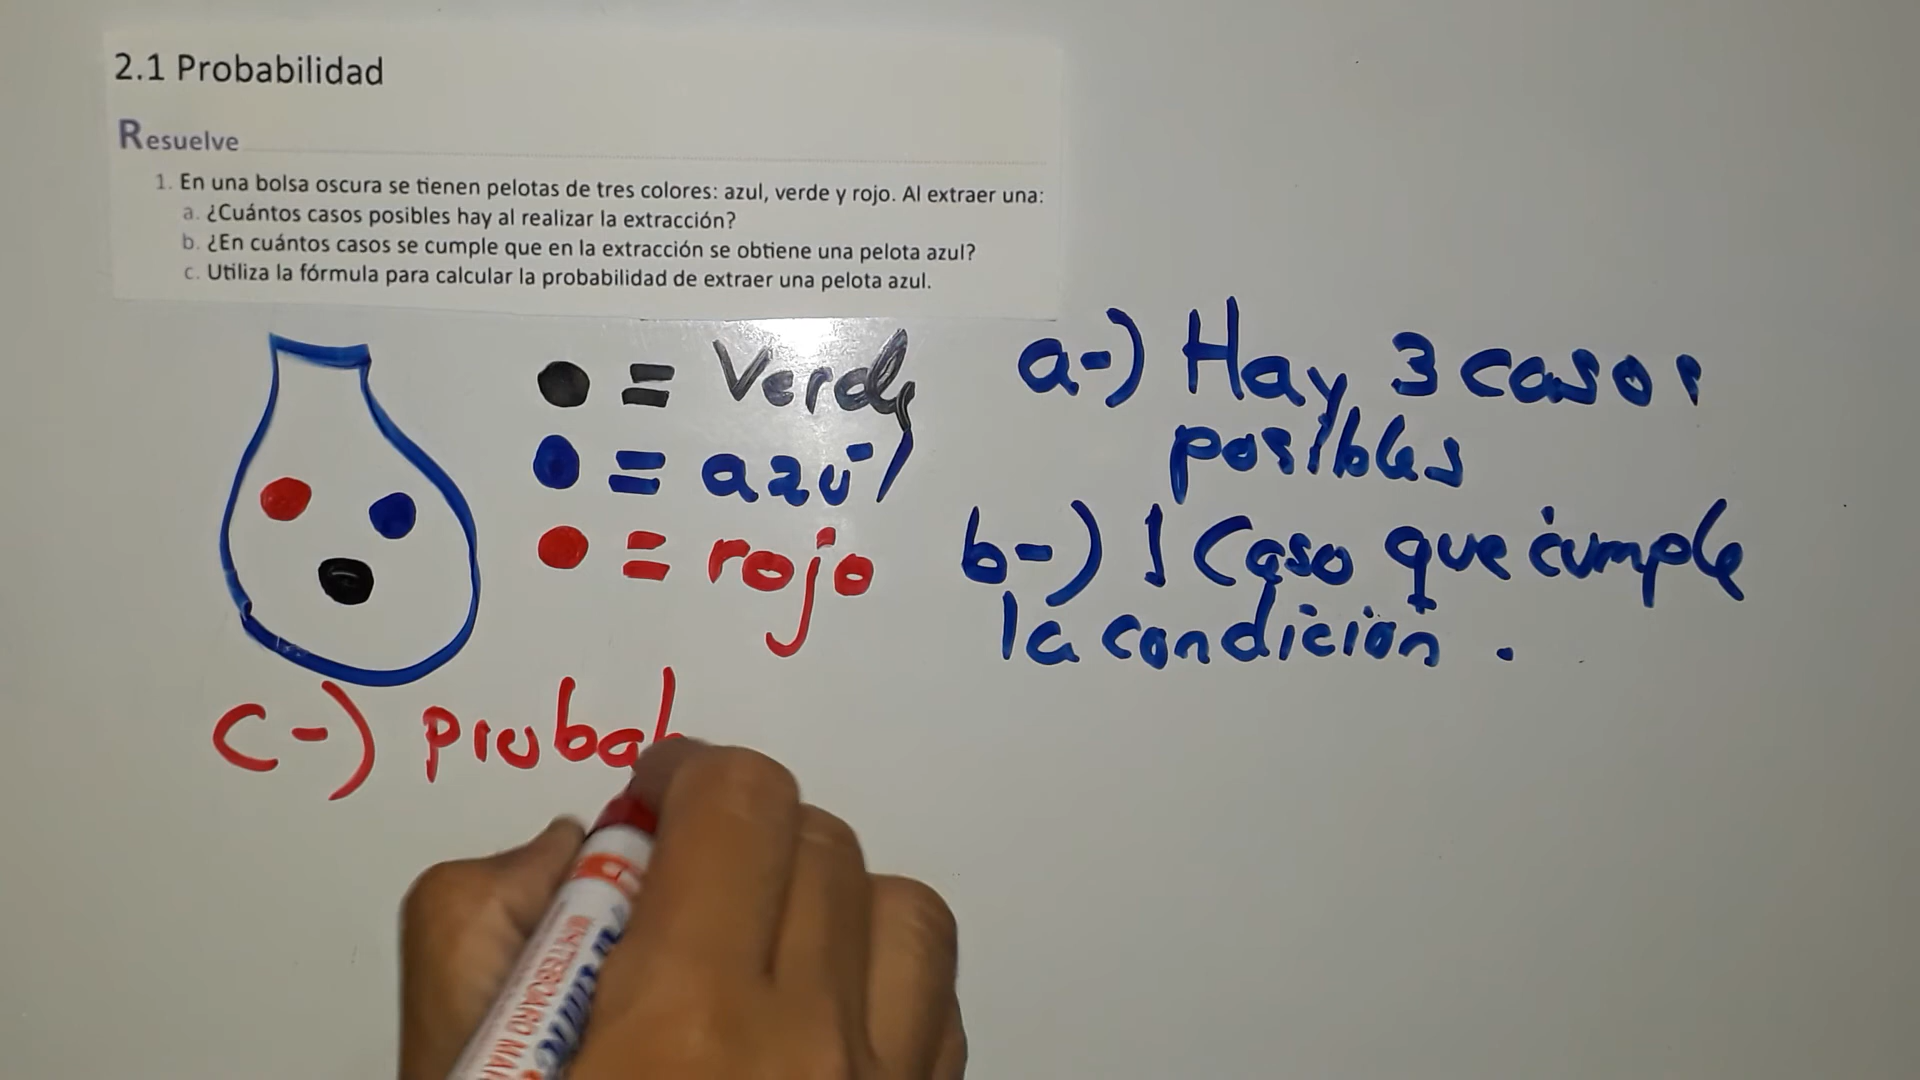 2.1 Probabilidad
Resuelve
1. En una bolsa oscura se tienen pelotas de tres colores: azul, verde y rojo. Al extraer una:
a. ¿Cuántos casos posibles hay al realizar la extracción?
b. ¿En cuántos casos se cumple que en la extracción se obtiene una pelota azul?
c. Utiliza la fórmula para calcular la probabilidad de extraer una pelota azul.
= Verde
= azúl
= rojo
a-) Hay 3 casos
posibles
b-) 1 Caso que cumple
la condición.
c-) probab
WHITEBOARD MAR